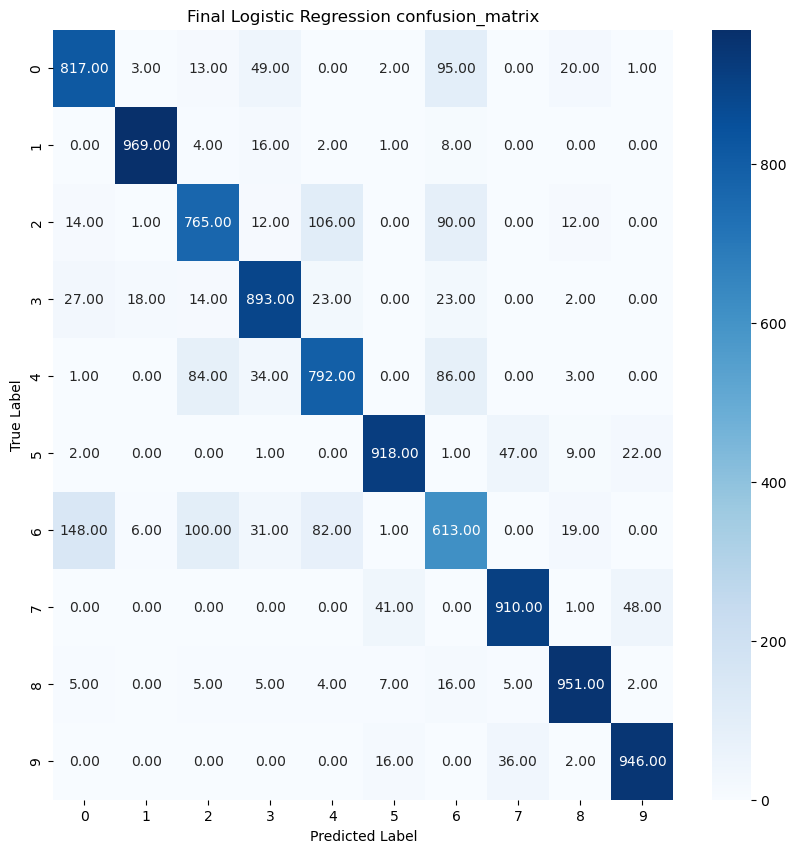 Final Logistic Regression confusion_matrix
0 817.00 3.00 13.00 49.00 0.00 2.00 95.00 0.00 20.00 1.00
1 0.00 969.00 4.00 16.00 2.00 1.00 8.00 0.00 0.00 0.00
2 14.00 1.00 765.00 12.00 106.00 0.00 90.00 0.00 12.00 0.00
3 27.00 18.00 14.00 893.00 23.00 0.00 23.00 0.00 2.00 0.00
4 1.00 0.00 84.00 34.00 792.00 0.00 86.00 0.00 3.00 0.00
5 2.00 0.00 0.00 1.00 0.00 918.00 1.00 47.00 9.00 22.00
6 148.00 6.00 100.00 31.00 82.00 1.00 613.00 0.00 19.00 0.00
7 0.00 0.00 0.00 0.00 0.00 41.00 0.00 910.00 1.00 48.00
8 5.00 0.00 5.00 5.00 4.00 7.00 16.00 5.00 951.00 2.00
9 0.00 0.00 0.00 0.00 0.00 16.00 0.00 36.00 2.00 946.00
0 1 2 3 4 5 6 7 8 9
Predicted Label
True Label
800
600
400
200
0